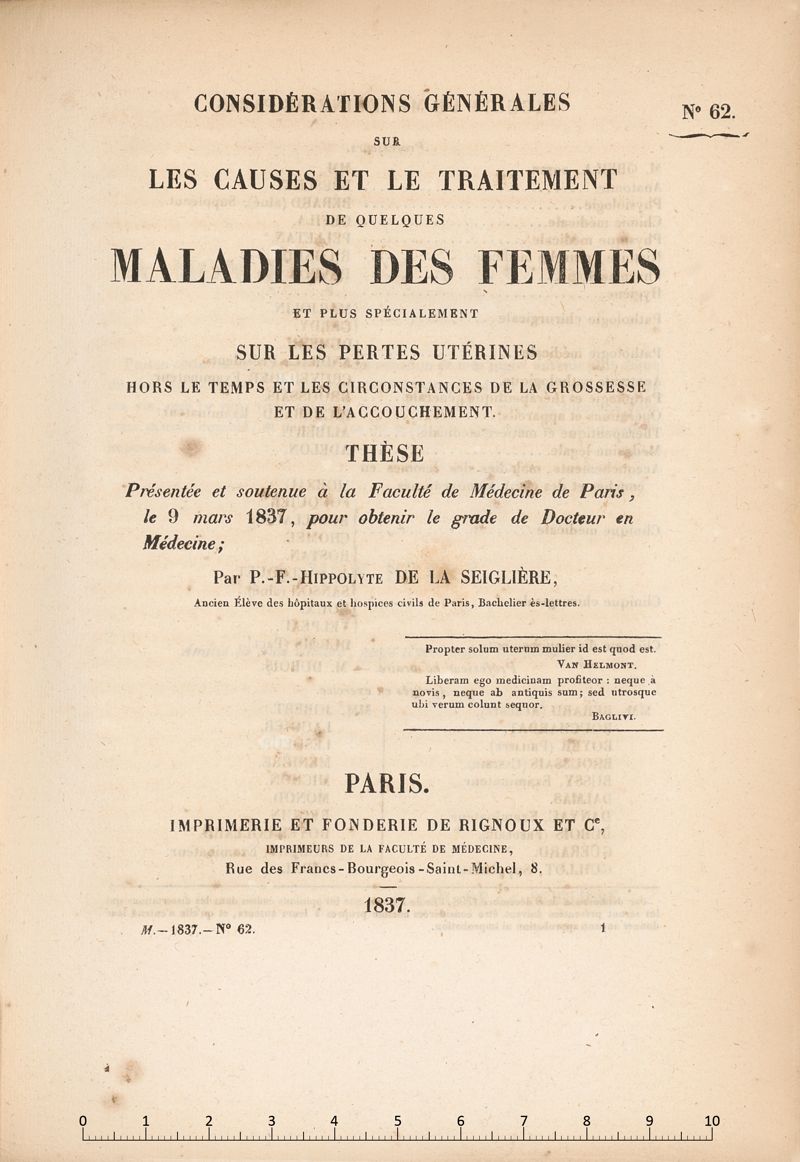 CONSIDÉRATIONS GÉNÉRALES
N° 62.
SUR
LES CAUSES ET LE TRAITEMENT
DE QUELQUES
MALADIES DES FEMMES
ET PLUS SPÉCIALEMENT
SUR LES PERTES UTÉRINES
HORS LE TEMPS ET LES CIRCONSTANCES DE LA GROSSESSE
ET DE L'ACCOUCHEMENT.
THÈSE
Présentée et soutenue à la Faculté de Médecine de Paris,
le 9 mars 1837, pour obtenir le grade de Docteur en
Médecine;
Par P.-F.-HIPPOLYTE DE LA SEIGLIÈRE,
Ancien Élève des hôpitaux et hospices civils de Paris, Bachelier ès-lettres.
Propter solum uterum mulier id est quod est.
VAN HELMONT.
Liberam ego medicinam profiteor : neque à
novis, neque ab antiquis sum; sed utrosque
ubi verum colunt sequor.
BAGLIVI.
PARIS.
IMPRIMERIE ET FONDERIE DE RIGNOUX ET Ce,
IMPRIMEURS DE LA FACULTÉ DE MÉDECINE,
Rue des Francs-Bourgeois-Saint-Michel, 8.
1837.
M.—1837.—N° 62. 1
0 1 2 3 4 5 6 7 8 9 10